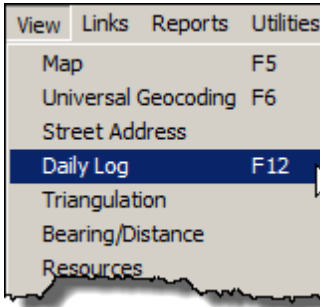 View Links Reports Utilities
Map F5
Universal Geocoding F6
Street Address
Daily Log F12
Triangulation
Bearing/Distance
Resources